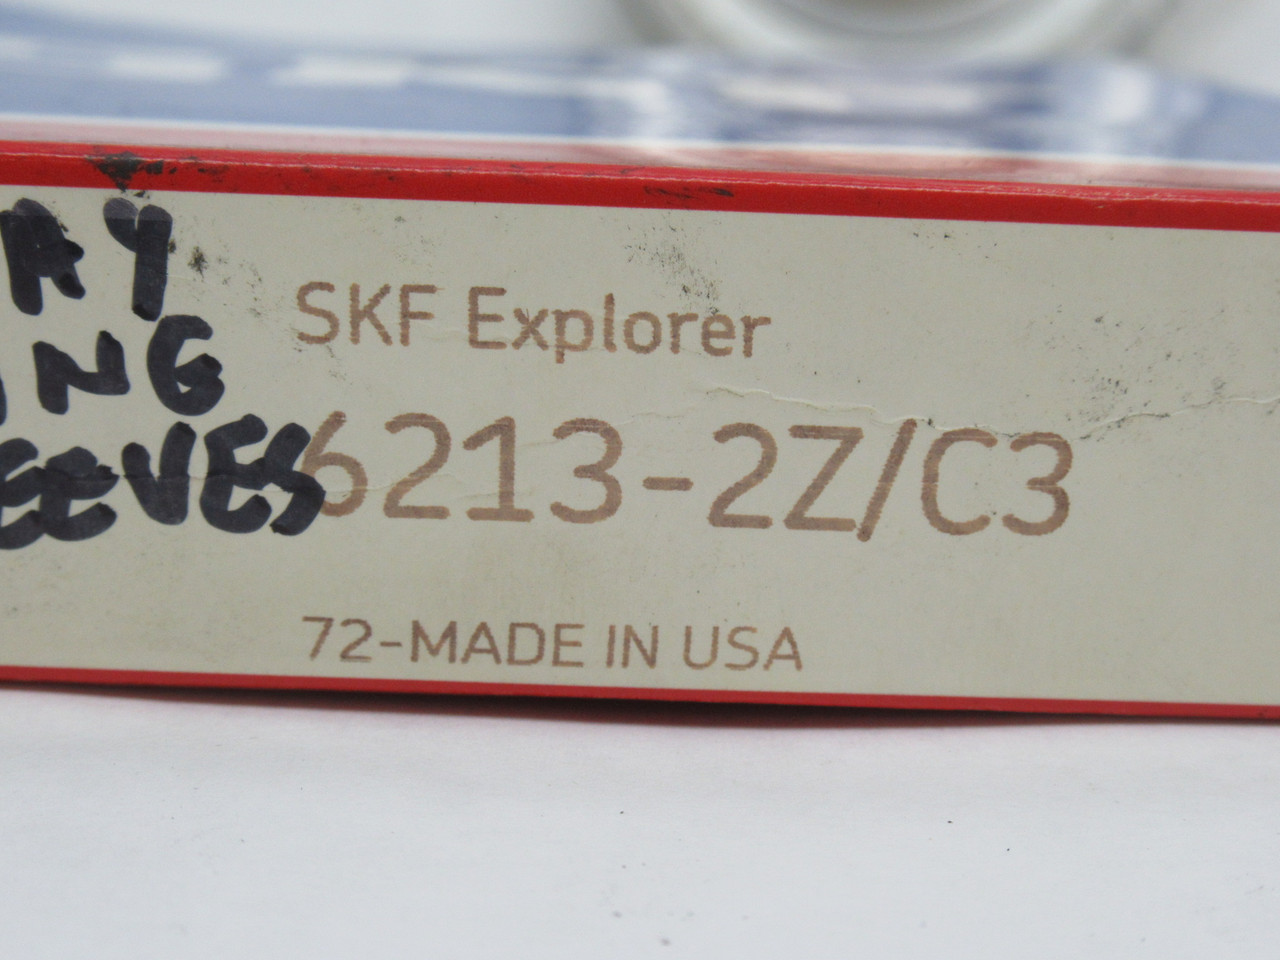 SKF Explorer
6213-2Z/C3
72-MADE IN USA